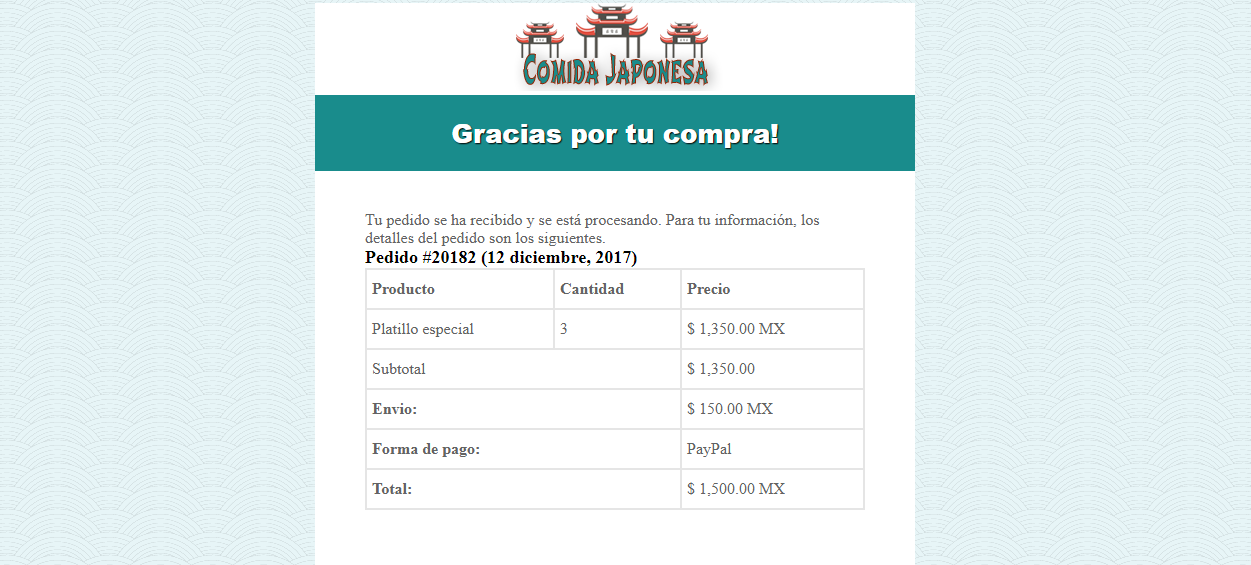 Comida Japonesa
Gracias por tu compra!
Tu pedido se ha recibido y se está procesando. Para tu información, los
detalles del pedido son los siguientes.
Pedido #20182 (12 diciembre, 2017)
Producto Cantidad Precio
Platillo especial 3 $ 1,350.00 MX
Subtotal $ 1,350.00
Envio: $ 150.00 MX
Forma de pago: PayPal
Total: $ 1,500.00 MX